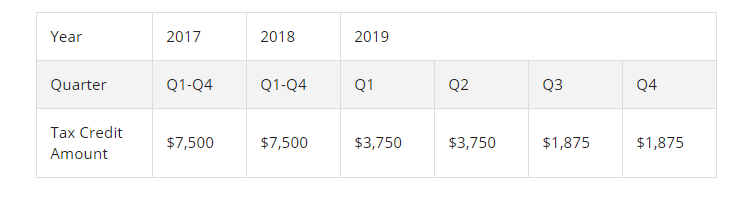 Year 2017 2018 2019
Quarter Q1-Q4 Q1-Q4 Q1 Q2 Q3 Q4
Tax Credit
Amount $7,500 $7,500 $3,750 $3,750 $1,875 $1,875